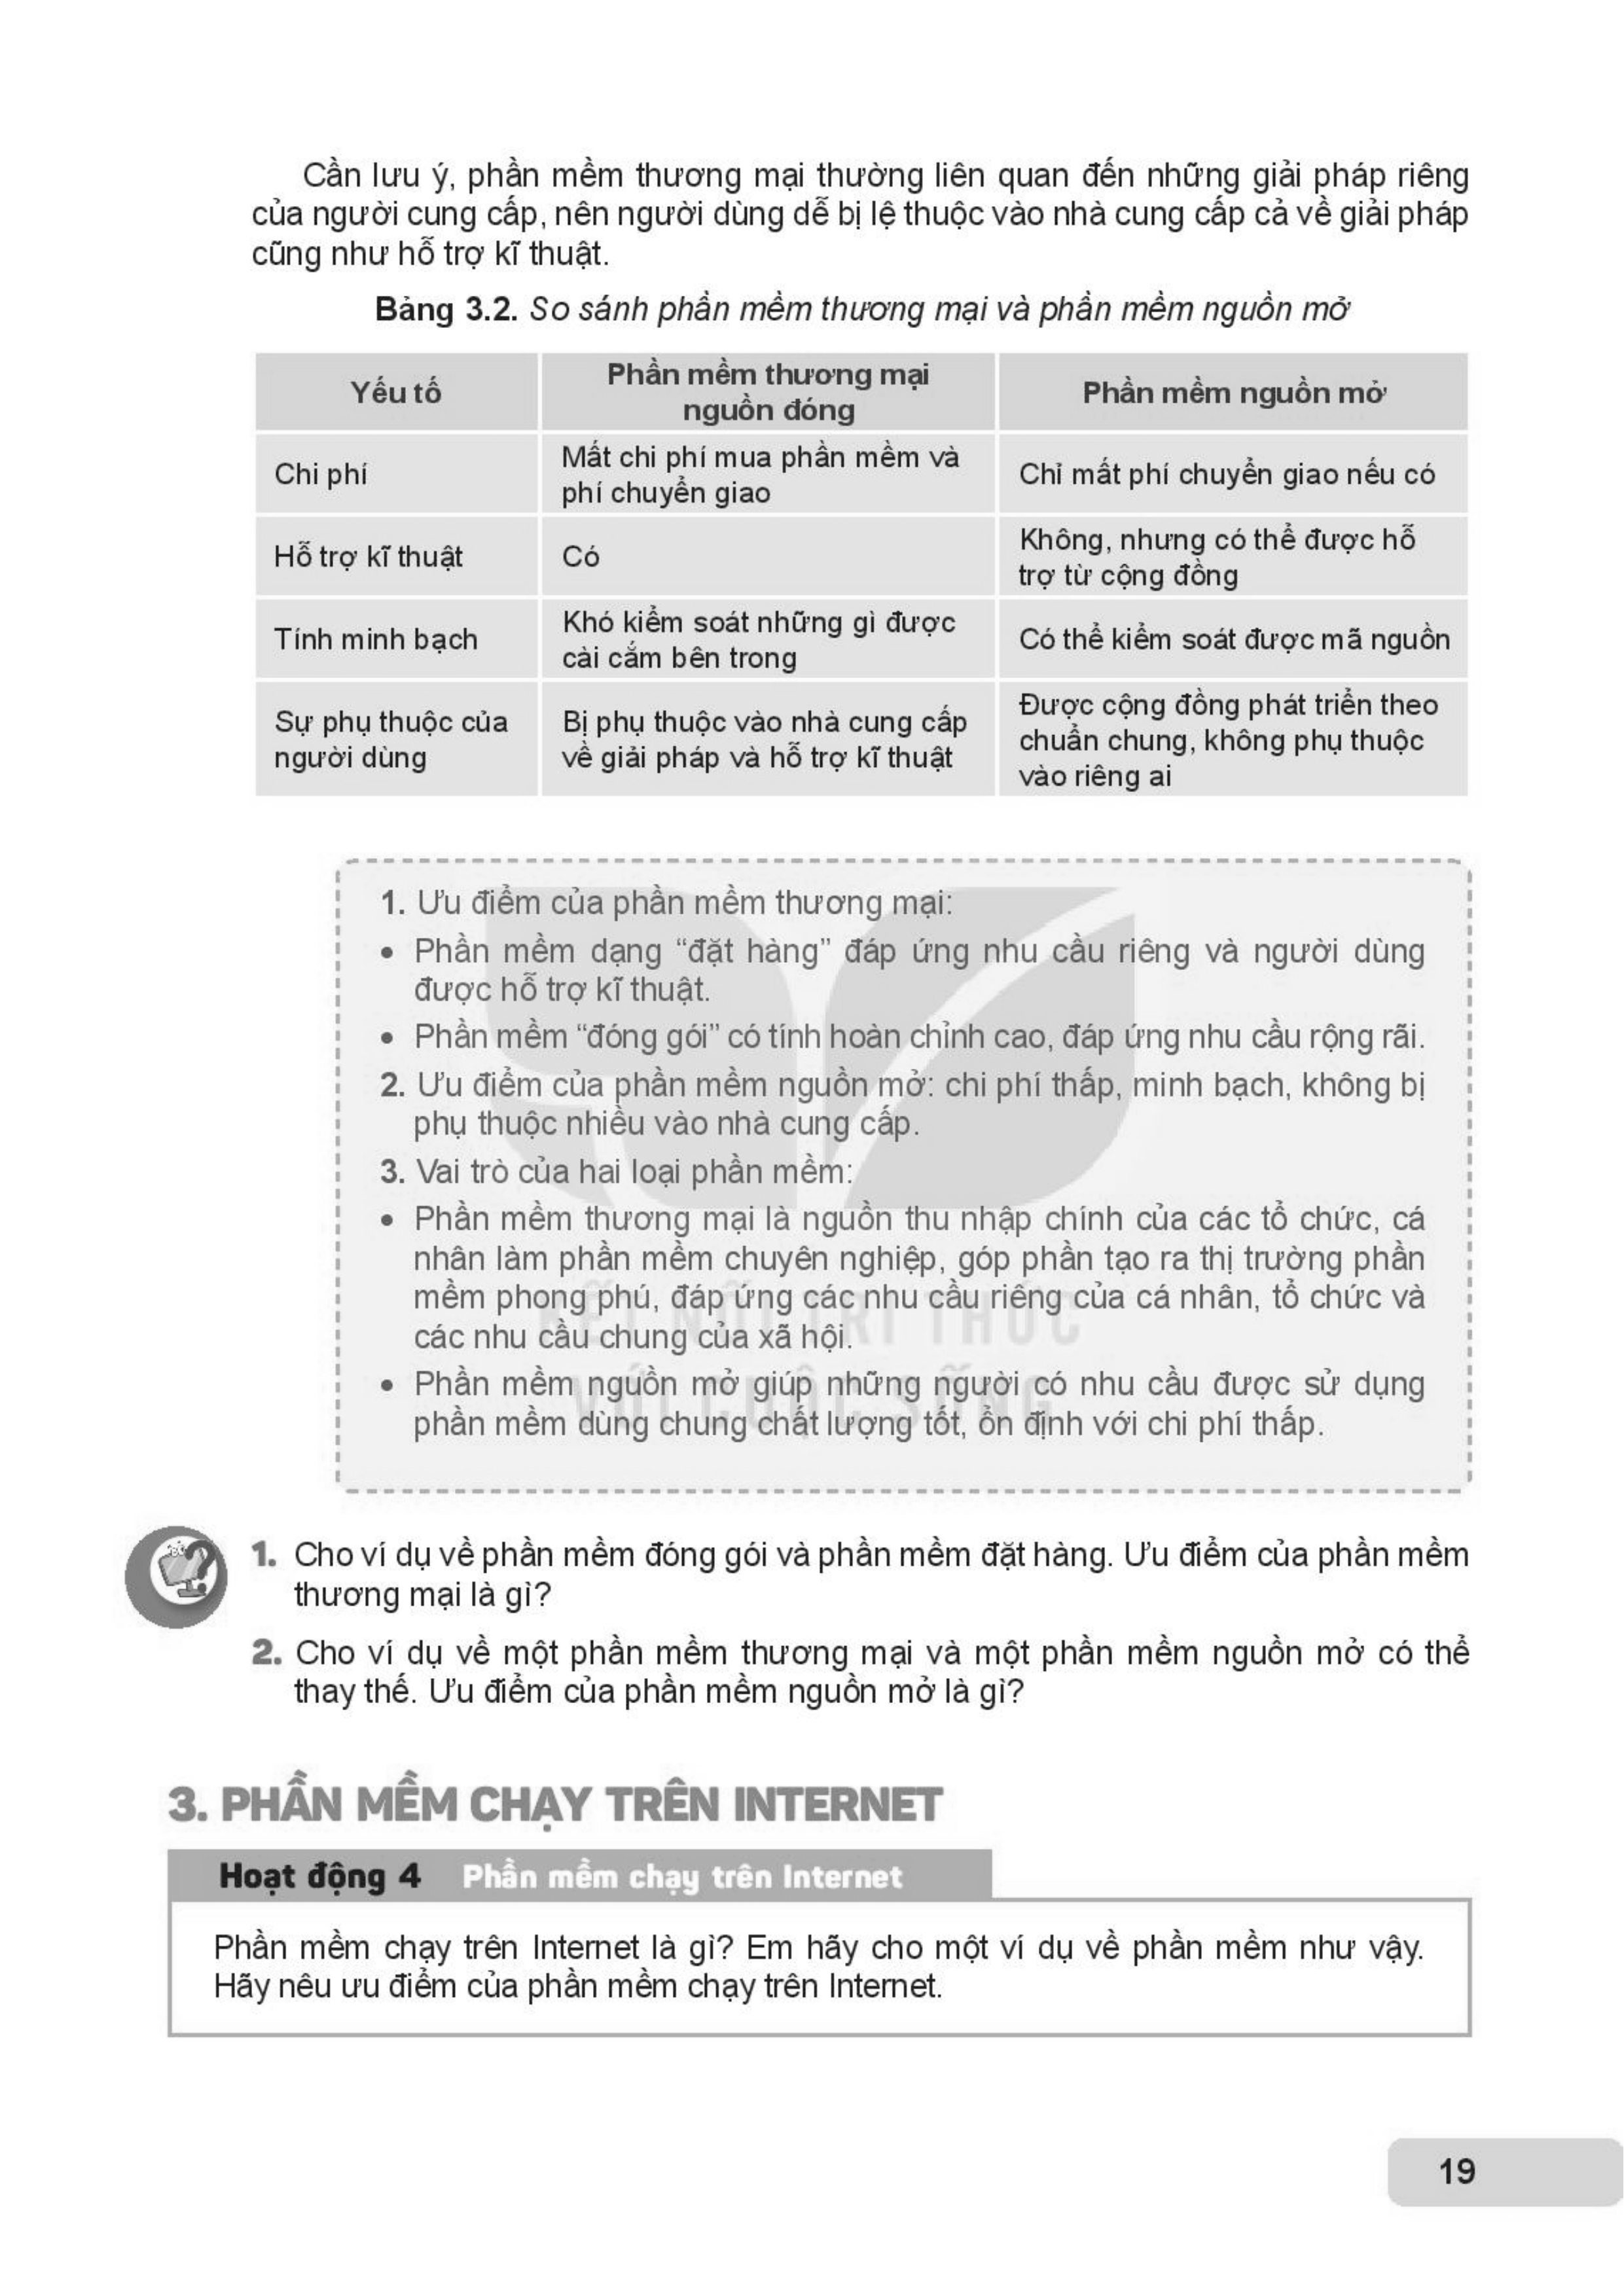 Cần lưu ý, phần mềm thương mại thường liên quan đến những giải pháp riêng
của người cung cấp, nên người dùng dễ bị lệ thuộc vào nhà cung cấp cả về giải pháp
cũng như hỗ trợ kĩ thuật.
Bảng 3.2. So sánh phần mềm thương mại và phần mềm nguồn mở
Yếu tố
Phần mềm thương mại
nguồn đóng
Phần mềm nguồn mở
Chi phí
Mất chi phí mua phần mềm và
phí chuyển giao
Chỉ mất phí chuyển giao nếu có
Hỗ trợ kĩ thuật
Có
Không, nhưng có thể được hỗ
trợ từ cộng đồng
Tính minh bạch
Khó kiểm soát những gì được
cài cắm bên trong
Có thể kiểm soát được mã nguồn
Sự phụ thuộc của
người dùng
Bị phụ thuộc vào nhà cung cấp
về giải pháp và hỗ trợ kĩ thuật
Được cộng đồng phát triển theo
chuẩn chung, không phụ thuộc
vào riêng ai
1. Ưu điểm của phần mềm thương mại:
• Phần mềm dạng “đặt hàng” đáp ứng nhu cầu riêng và người dùng
được hỗ trợ kĩ thuật.
• Phần mềm “đóng gói” có tính hoàn chỉnh cao, đáp ứng nhu cầu rộng rãi.
2. Ưu điểm của phần mềm nguồn mở: chi phí thấp, minh bạch, không bị
phụ thuộc nhiều vào nhà cung cấp.
3. Vai trò của hai loại phần mềm:
• Phần mềm thương mại là nguồn thu nhập chính của các tổ chức, cá
nhân làm phần mềm chuyên nghiệp, góp phần tạo ra thị trường phần
mềm phong phú, đáp ứng các nhu cầu riêng của cá nhân, tổ chức và
các nhu cầu chung của xã hội.
• Phần mềm nguồn mở giúp những người có nhu cầu được sử dụng
phần mềm dùng chung chất lượng tốt, ổn định với chi phí thấp.
KẾT NỐI TRI THỨC
VỚI CUỘC SỐNG
1. Cho ví dụ về phần mềm đóng gói và phần mềm đặt hàng. Ưu điểm của phần mềm
thương mại là gì?
2. Cho ví dụ về một phần mềm thương mại và một phần mềm nguồn mở có thể
thay thế. Ưu điểm của phần mềm nguồn mở là gì?
3. PHẦN MỀM CHẠY TRÊN INTERNET
Hoạt động 4 Phần mềm chạy trên Internet
Phần mềm chạy trên Internet là gì? Em hãy cho một ví dụ về phần mềm như vậy.
Hãy nêu ưu điểm của phần mềm chạy trên Internet.
19